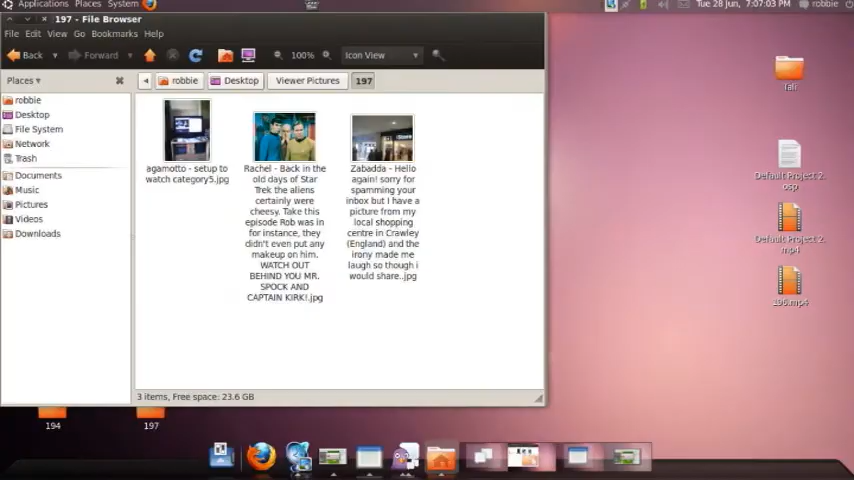 Applications Places System
Tue 28 Jun, 7:07:03 PM
robbie
197 - File Browser
File Edit View Go Bookmarks Help
Back
Forward
100%
Icon View
Places
robbie
Desktop
Viewer Pictures
197
robbie
Desktop
File System
Network
Trash
Documents
Music
Pictures
Videos
Downloads
agamotto - setup to
watch category5.jpg
Rachel - Back in the
old days of Star
Trek the aliens
certainly were
cheesy. Take this
episode Rob was in
for instance, they
didn't even put any
makeup on him.
WATCH OUT
BEHIND YOU MR.
SPOCK AND
CAPTAIN KIRK!.jpg
Zabadda - Hello
again! sorry for
spamming your
inbox but I have a
picture from my
local shopping
centre in Crawley
(England) and the
irony made me
laugh so though i
would share..jpg
3 items, Free space: 23.6 GB
Default Project 2.
osp
Default Project 2.
mp4
196.mp4
194
197